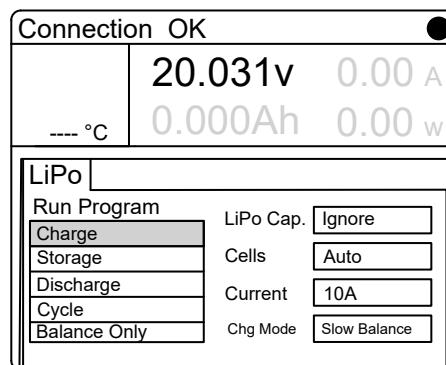 Connection OK
20.031v 0.00 A
---- °C 0.000Ah 0.00 w
LiPo
Run Program
Charge
Storage
Discharge
Cycle
Balance Only
LiPo Cap. Ignore
Cells Auto
Current 10A
Chg Mode Slow Balance